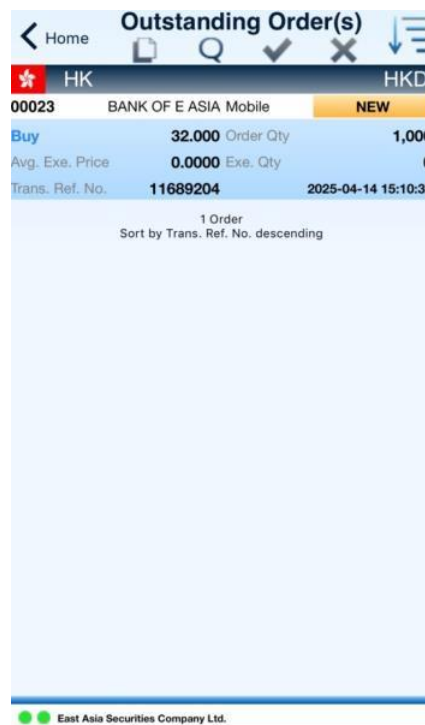 Home
Outstanding Order(s)
HK HKD
00023 BANK OF E ASIA Mobile NEW
Buy 32.000 Order Qty 1,000
Avg. Exe. Price 0.0000 Exe. Qty
Trans. Ref. No. 11689204 2025-04-14 15:10:3
1 Order
Sort by Trans. Ref. No. descending
East Asia Securities Company Ltd.